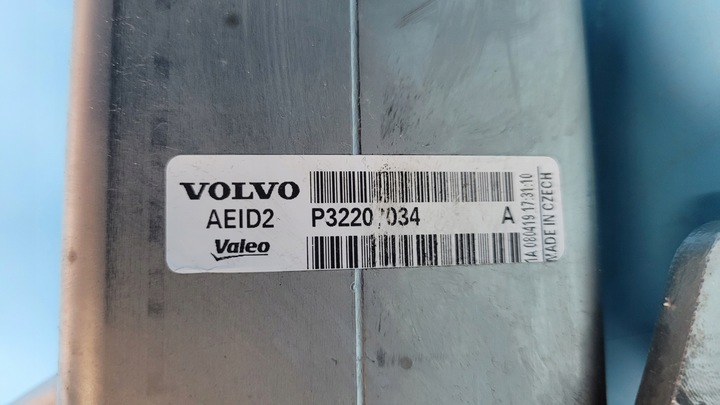 VOLVO
AEID2
Valeo
P32207034
A
1A 080419 17:31:10
MADE IN CZECH